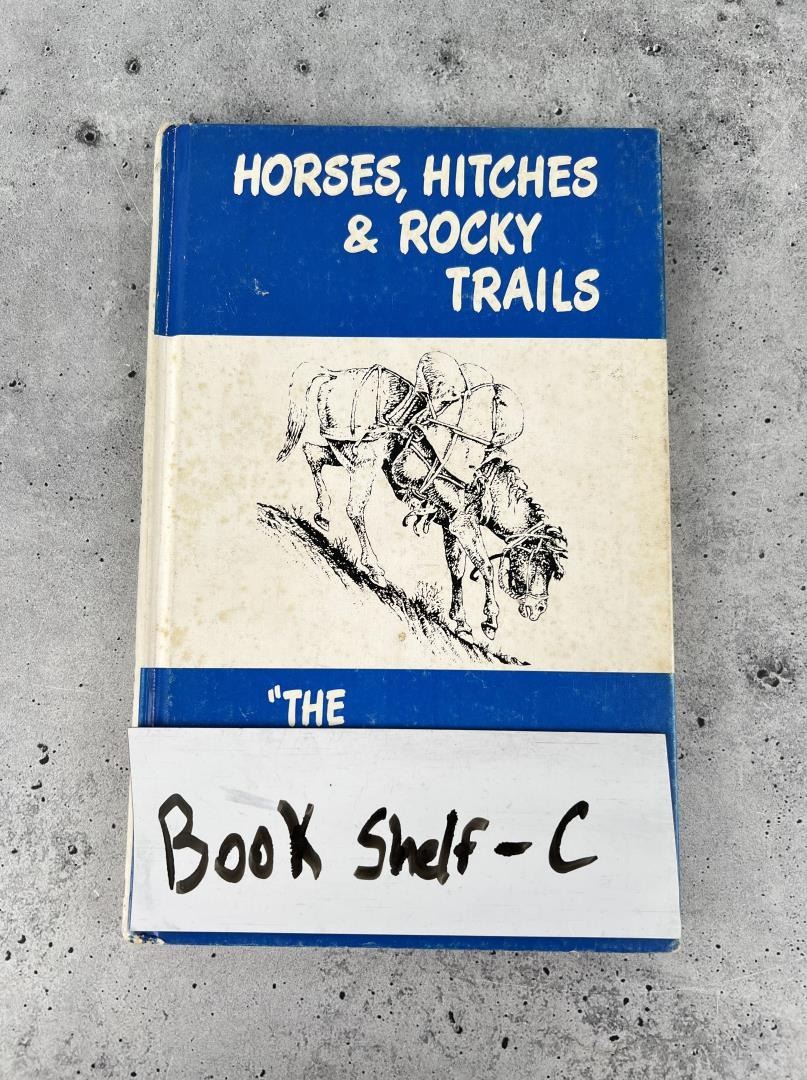 HORSES, HITCHES
& ROCKY
TRAILS
"THE
Book Shelf - C